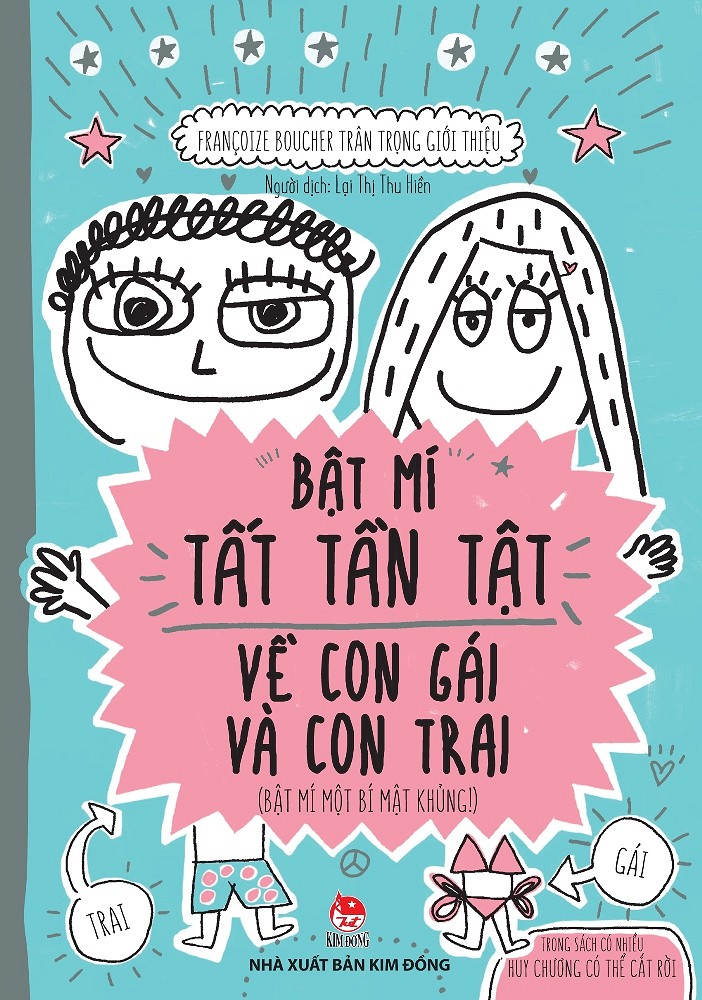 FRANÇOIZE BOUCHER TRÂN TRỌNG GIỚI THIỆU
Người dịch: Lại Thị Thu Hiền
BẬT MÍ
TẤT TẦN TẬT
VỀ CON GÁI
VÀ CON TRAI
(BẬT MÍ MỘT BÍ MẬT KHỦNG!)
TRAI
GÁI
KIM ĐỒNG
NHÀ XUẤT BẢN KIM ĐỒNG
TRONG SÁCH CÓ NHIỀU
HUY CHƯƠNG CÓ THỂ CẮT RỜI